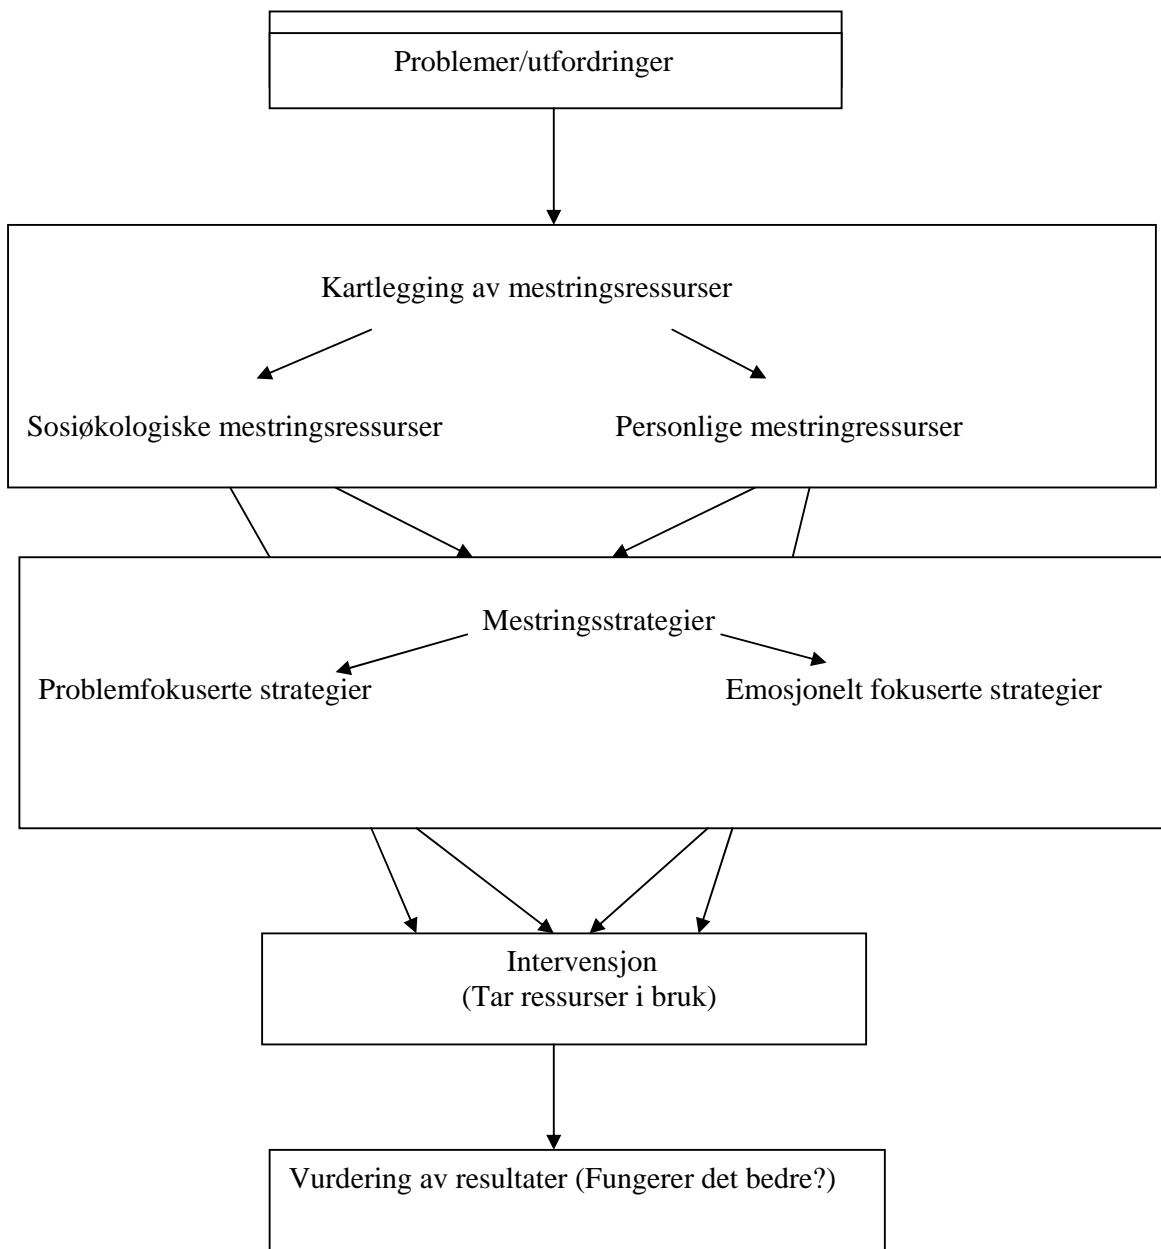 Problemer/utfordringer
Kartlegging av mestringsressurser
Sosiøkologiske mestringsressurser
Personlige mestringressurser
Mestringsstrategier
Problemfokuserte strategier
Emosjonelt fokuserte strategier
Intervensjon
(Tar ressurser i bruk)
Vurdering av resultater (Fungerer det bedre?)